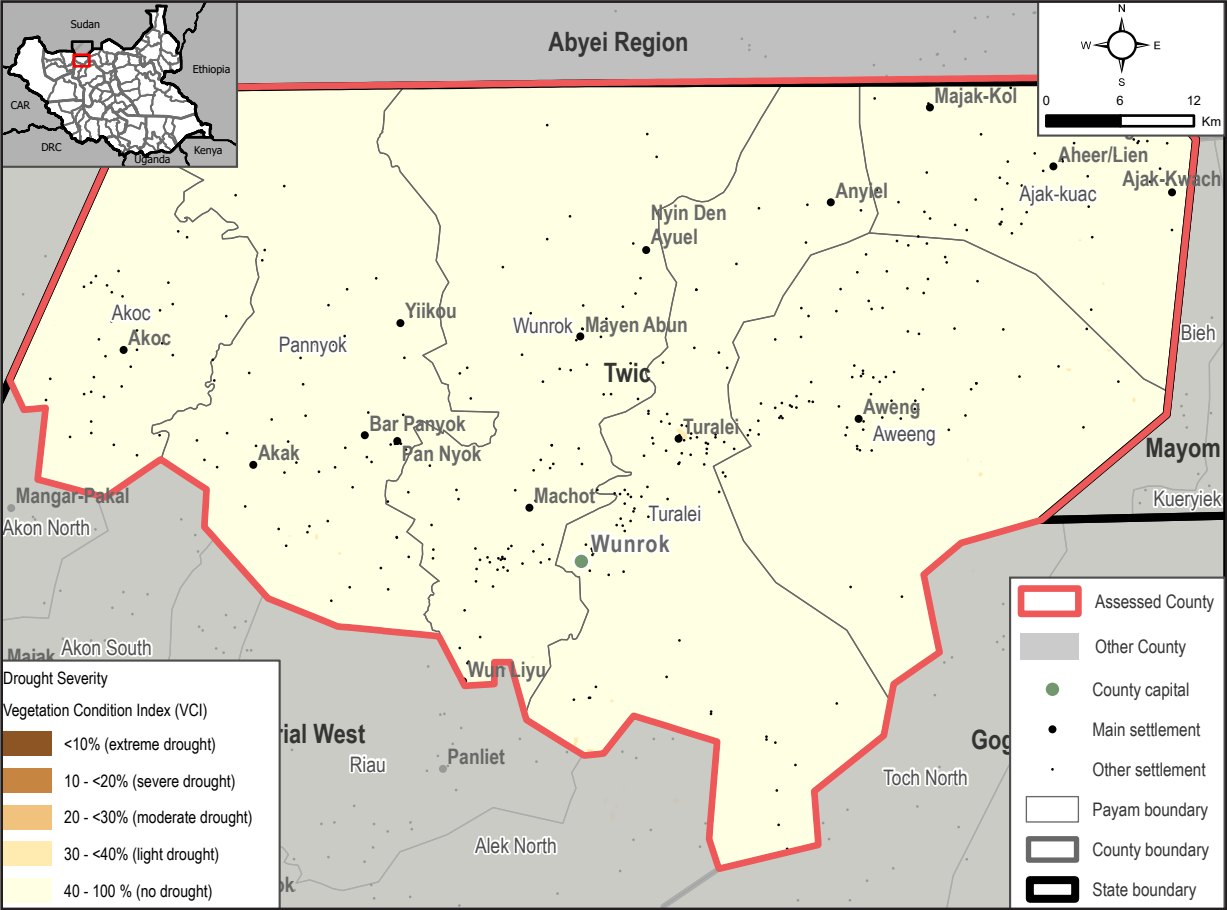 Sudan
Ethiopia
CAR
DRC
Uganda
Kenya
Abyei Region
N
W
E
S
0 6 12
Km
Majak-Kol
Aheer/Lien
Ajak-Kwach
Ajak-kuac
Anyiel
Nyin Den
Ayuel
Akoc
Akoc
Yiikou
Pannyok
Wunrok
Mayen Abun
Bieh
Twic
Bar Panyok
Pan Nyok
Turalei
Aweng
Aweeng
Akak
Mayom
Mangar-Pakal
Machot
Kueryiek
Akon North
Turalei
Wunrok
Majak
Akon South
Wun Liyu
rial West
Riau
Panliet
Gog
Toch North
Alek North
ok
Drought Severity
Vegetation Condition Index (VCI)
<10% (extreme drought)
10 - <20% (severe drought)
20 - <30% (moderate drought)
30 - <40% (light drought)
40 - 100 % (no drought)
Assessed County
Other County
County capital
Main settlement
Other settlement
Payam boundary
County boundary
State boundary